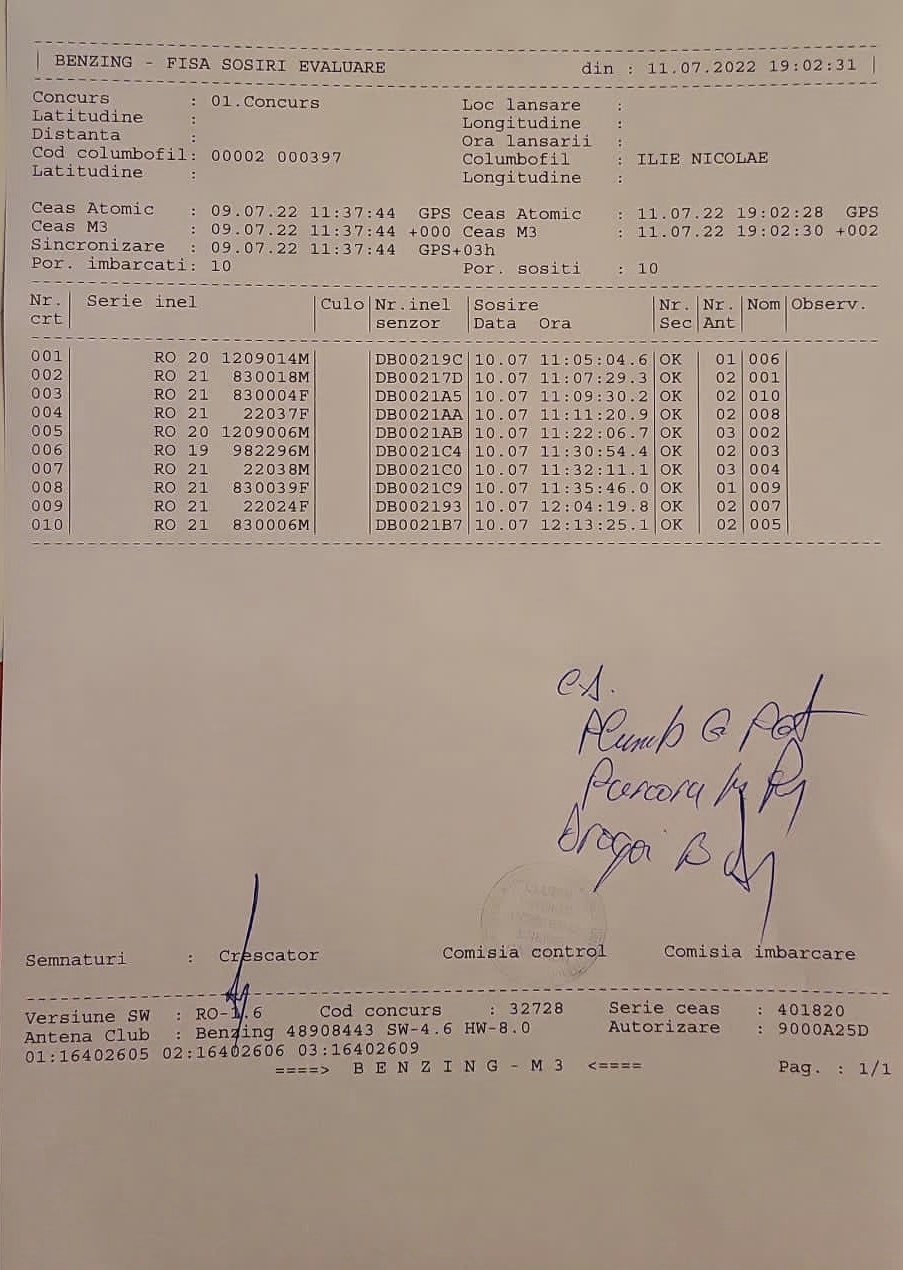 BENZING - FISA SOSIRI EVALUARE din : 11.07.2022 19:02:31
Concurs : 01.Concurs Loc lansare :
Latitudine : Longitudine :
Distanta : Ora lansarii :
Cod columbofil: 00002 000397 Columbofil : ILIE NICOLAE
Latitudine : Longitudine :
Ceas Atomic : 09.07.22 11:37:44 GPS Ceas Atomic : 11.07.22 19:02:28 GPS
Ceas M3 : 09.07.22 11:37:44 +000 Ceas M3 : 11.07.22 19:02:30 +002
Sincronizare : 09.07.22 11:37:44 GPS+03h
Por. imbarcati: 10 Por. sositi : 10
Nr. Serie inel Culo Nr.inel Sosire Nr. Nr. Nom Observ.
crt senzor Data Ora Sec Ant
001 RO 20 1209014M DB00219C 10.07 11:05:04.6 OK 01 006
002 RO 21 830018M DB00217D 10.07 11:07:29.3 OK 02 001
003 RO 21 830004F DB0021A5 10.07 11:09:30.2 OK 02 010
004 RO 21 22037F DB0021AA 10.07 11:11:20.9 OK 02 008
005 RO 20 1209006M DB0021AB 10.07 11:22:06.7 OK 03 002
006 RO 19 982296M DB0021C4 10.07 11:30:54.4 OK 02 003
007 RO 21 22038M DB0021C0 10.07 11:32:11.1 OK 03 004
008 RO 21 830039F DB0021C9 10.07 11:35:46.0 OK 01 009
009 RO 21 22024F DB002193 10.07 12:04:19.8 OK 02 007
010 RO 21 830006M DB0021B7 10.07 12:13:25.1 OK 02 005
Semnaturi : Crescator Comisia control Comisia imbarcare
Versiune SW : RO-1.6 Cod concurs : 32728 Serie ceas : 401820
Antena Club : Benzing 48908443 SW-4.6 HW-8.0 Autorizare : 9000A25D
01:16402605 02:16402606 03:16402609
====> B E N Z I N G - M 3 <==== Pag. : 1/1